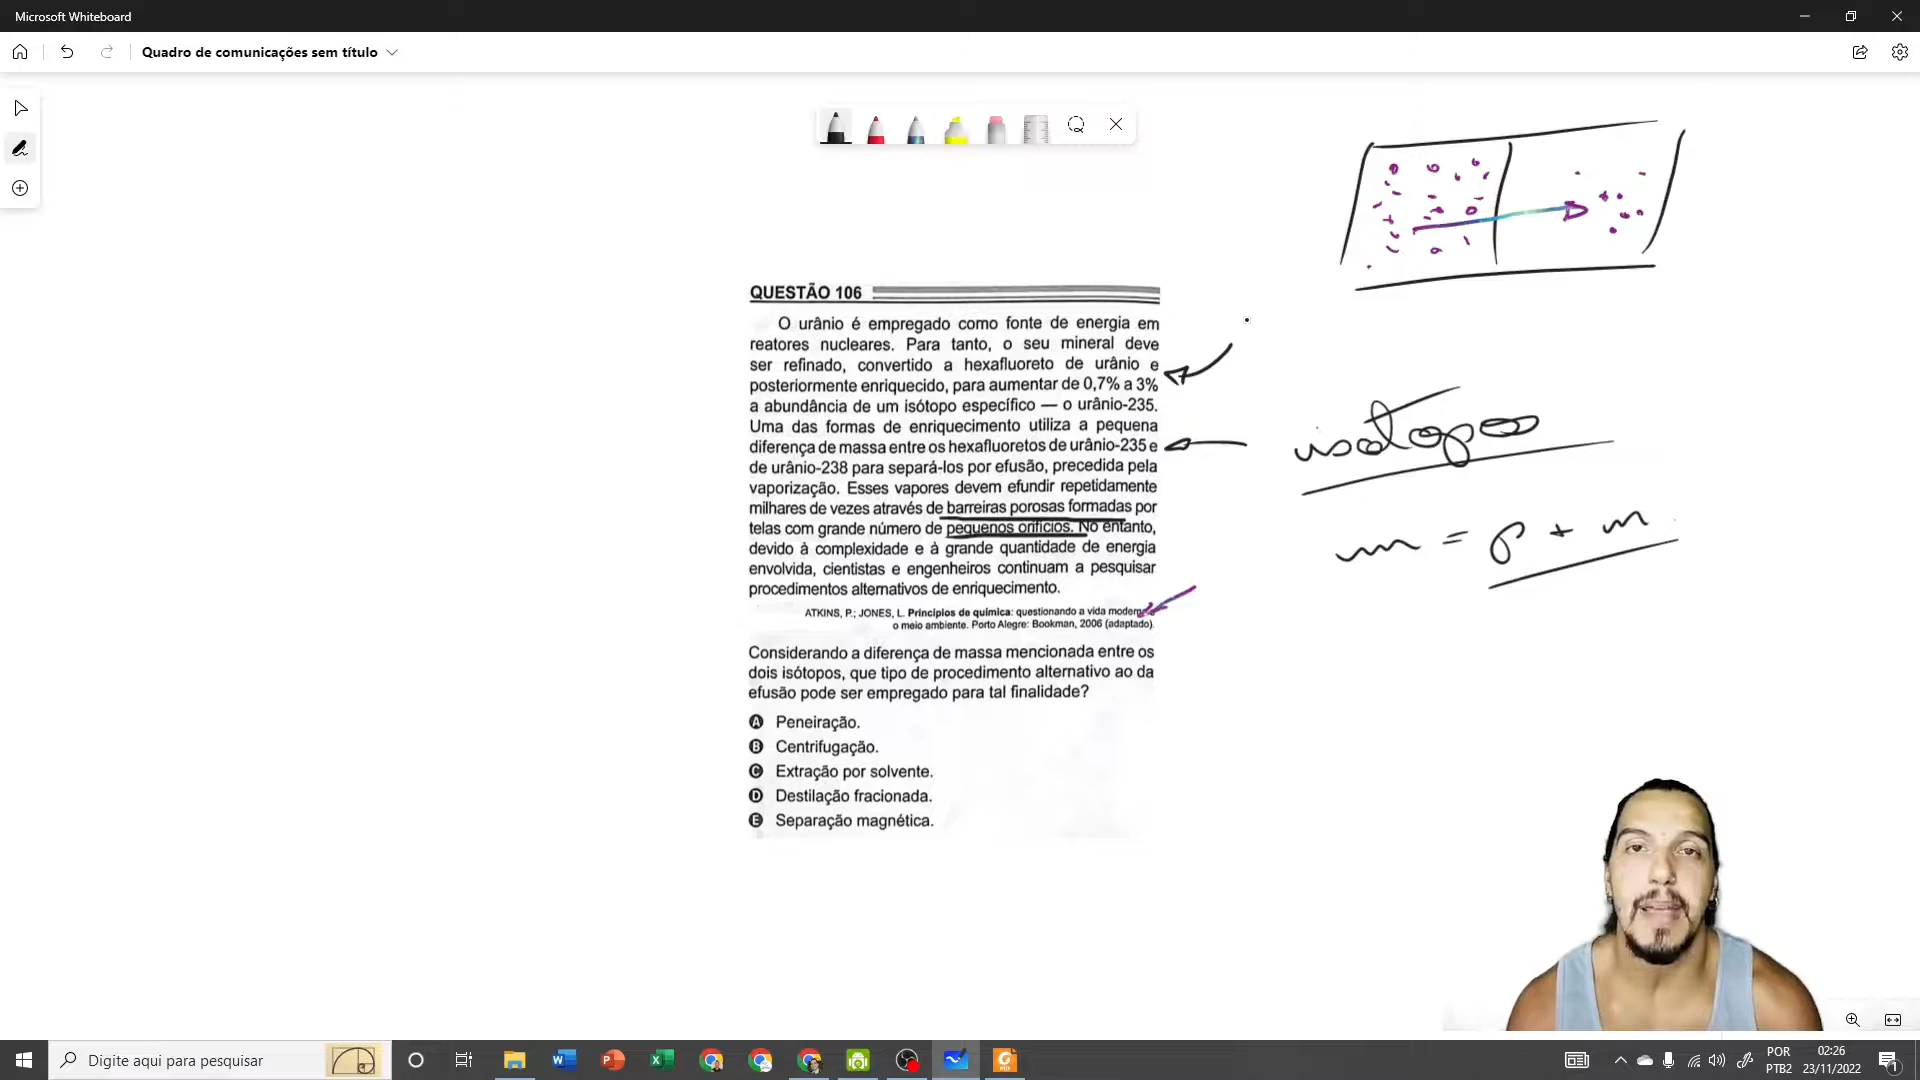 Microsoft Whiteboard
Quadro de comunicações sem título
QUESTÃO 106
O urânio é empregado como fonte de energia em
reatores nucleares. Para tanto, o seu mineral deve
ser refinado, convertido a hexafluoreto de urânio e
posteriormente enriquecido, para aumentar de 0,7% a 3%
a abundância de um isótopo específico — o urânio-235.
Uma das formas de enriquecimento utiliza a pequena
diferença de massa entre os hexafluoretos de urânio-235 e
de urânio-238 para separá-los por efusão, precedida pela
vaporização. Esses vapores devem efundir repetidamente
milhares de vezes através de barreiras porosas formadas por
telas com grande número de pequenos orifícios. No entanto,
devido à complexidade e à grande quantidade de energia
envolvida, cientistas e engenheiros continuam a pesquisar
procedimentos alternativos de enriquecimento.
ATKINS, P.; JONES, L. Princípios de química: questionando a vida
o meio ambiente. Porto Alegre: Bookman, 2006 (adaptado).
Considerando a diferença de massa mencionada entre os
dois isótopos, que tipo de procedimento alternativo ao da
efusão pode ser empregado para tal finalidade?
A Peneiração.
B Centrifugação.
C Extração por solvente.
D Destilação fracionada.
E Separação magnética.
isotopos
m = p + n
Digite aqui para pesquisar
POR
PTB2
02:26
23/11/2022
1